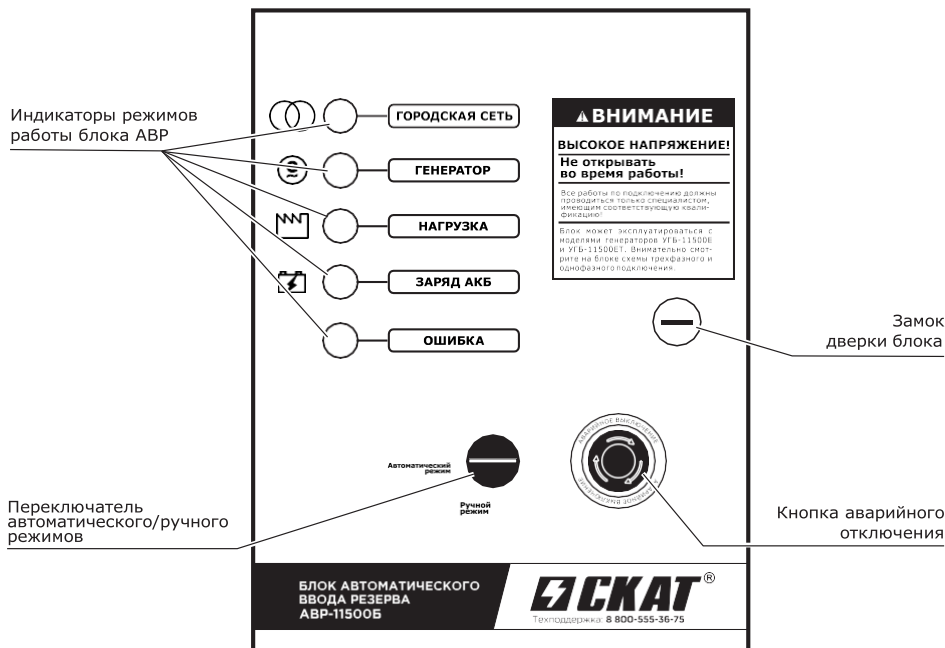 Индикаторы режимов
работы блока АВР
ГОРОДСКАЯ СЕТЬ
ГЕНЕРАТОР
НАГРУЗКА
ЗАРЯД АКБ
ОШИБКА
ВНИМАНИЕ
ВЫСОКОЕ НАПРЯЖЕНИЕ!
Не открывать
во время работы!
Все работы по подключению должны
проводиться только специалистом,
имеющим соответствующую квали-
фикацию!
Блок может эксплуатироваться с
моделями генераторов УГБ-11500Е
и УГБ-11500ЕТ. Внимательно смот-
рите на блоке схемы трехфазного и
однофазного подключения.
Замок
дверки блока
Автоматический
режим
Ручной
режим
АВАРИЙНОЕ ВЫКЛЮЧЕНИЕ
АВАРИЙНОЕ ВЫКЛЮЧЕНИЕ
Переключатель
автоматического/ручного
режимов
Кнопка аварийного
отключения
БЛОК АВТОМАТИЧЕСКОГО
ВВОДА РЕЗЕРВА
АВР-11500Б
СКАТ®
Техподдержка: 8 800-555-36-75